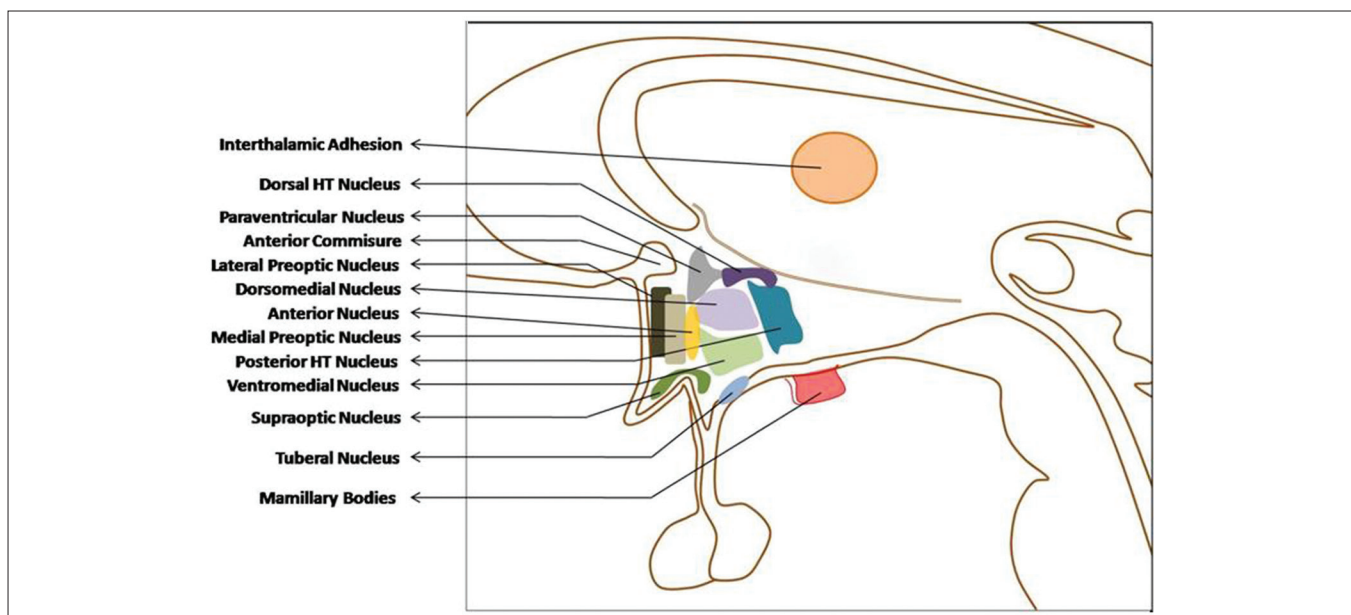 Interthalamic Adhesion
Dorsal HT Nucleus
Paraventricular Nucleus
Anterior Commisure
Lateral Preoptic Nucleus
Dorsomedial Nucleus
Anterior Nucleus
Medial Preoptic Nucleus
Posterior HT Nucleus
Ventromedial Nucleus
Supraoptic Nucleus
Tuberal Nucleus
Mamillary Bodies